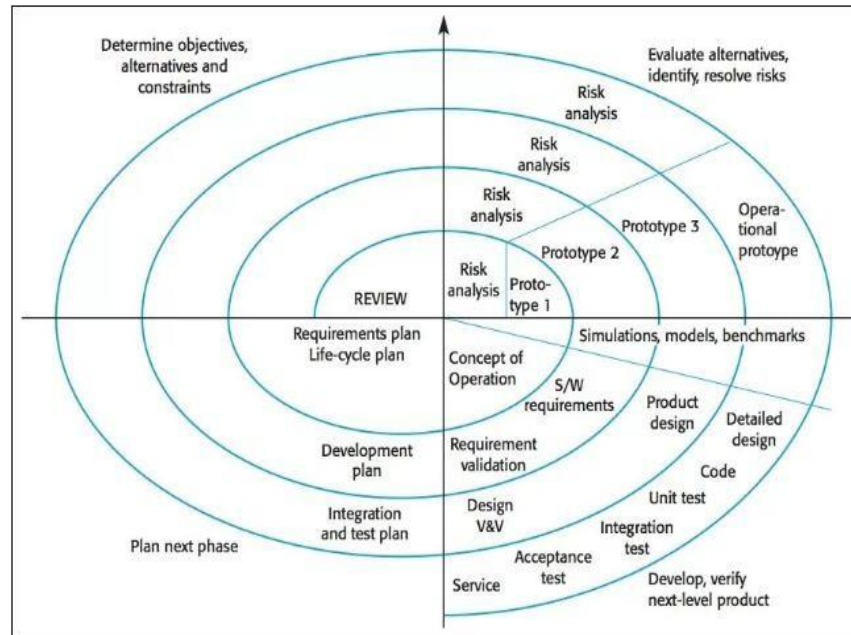 Determine objectives,
alternatives and
constraints
Evaluate alternatives,
identify, resolve risks
Risk
analysis
Risk
analysis
Risk
analysis
Risk
analysis
Proto-
type 1
Prototype 2
Prototype 3
Opera-
tional
protoype
REVIEW
Requirements plan
Life-cycle plan
Concept of
Operation
Simulations, models, benchmarks
S/W
requirements
Product
design
Detailed
design
Development
plan
Requirement
validation
Code
Unit test
Integration
and test plan
Design
V&V
Integration
test
Acceptance
test
Service
Plan next phase
Develop, verify
next-level product